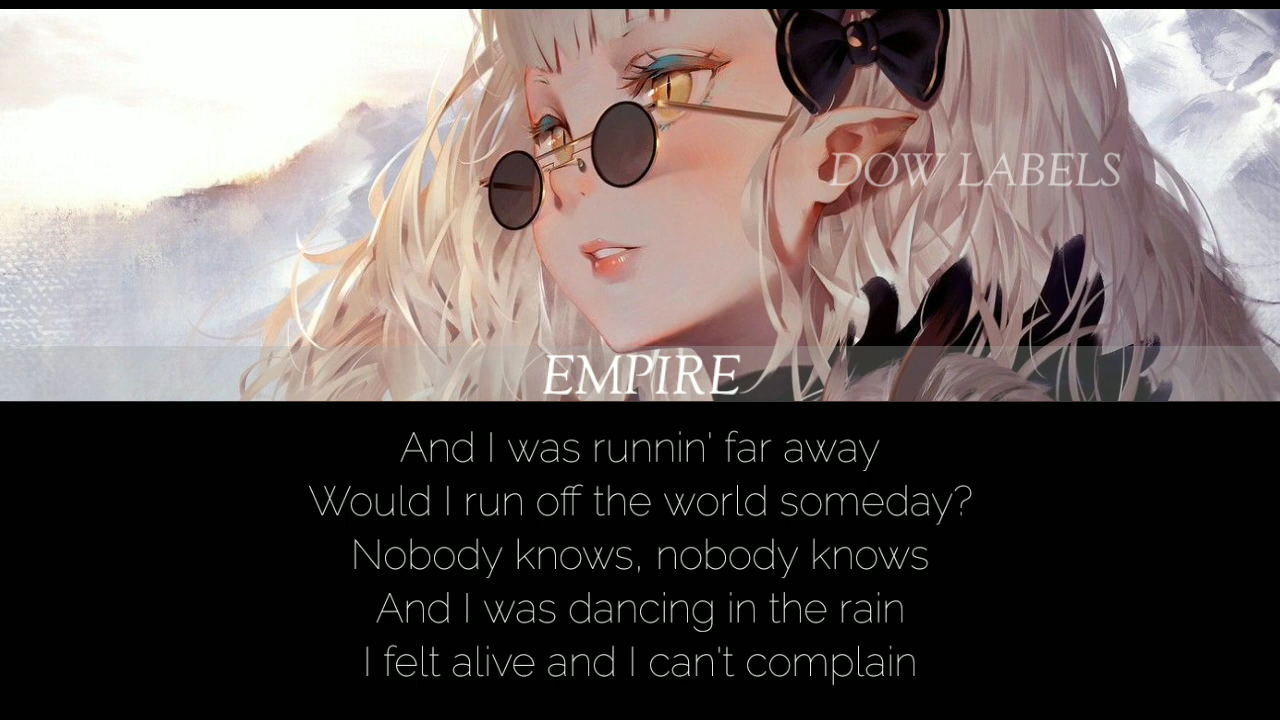 DOW LABELS
EMPIRE
And I was runnin' far away
Would I run off the world someday?
Nobody knows, nobody knows
And I was dancing in the rain
I felt alive and I can't complain